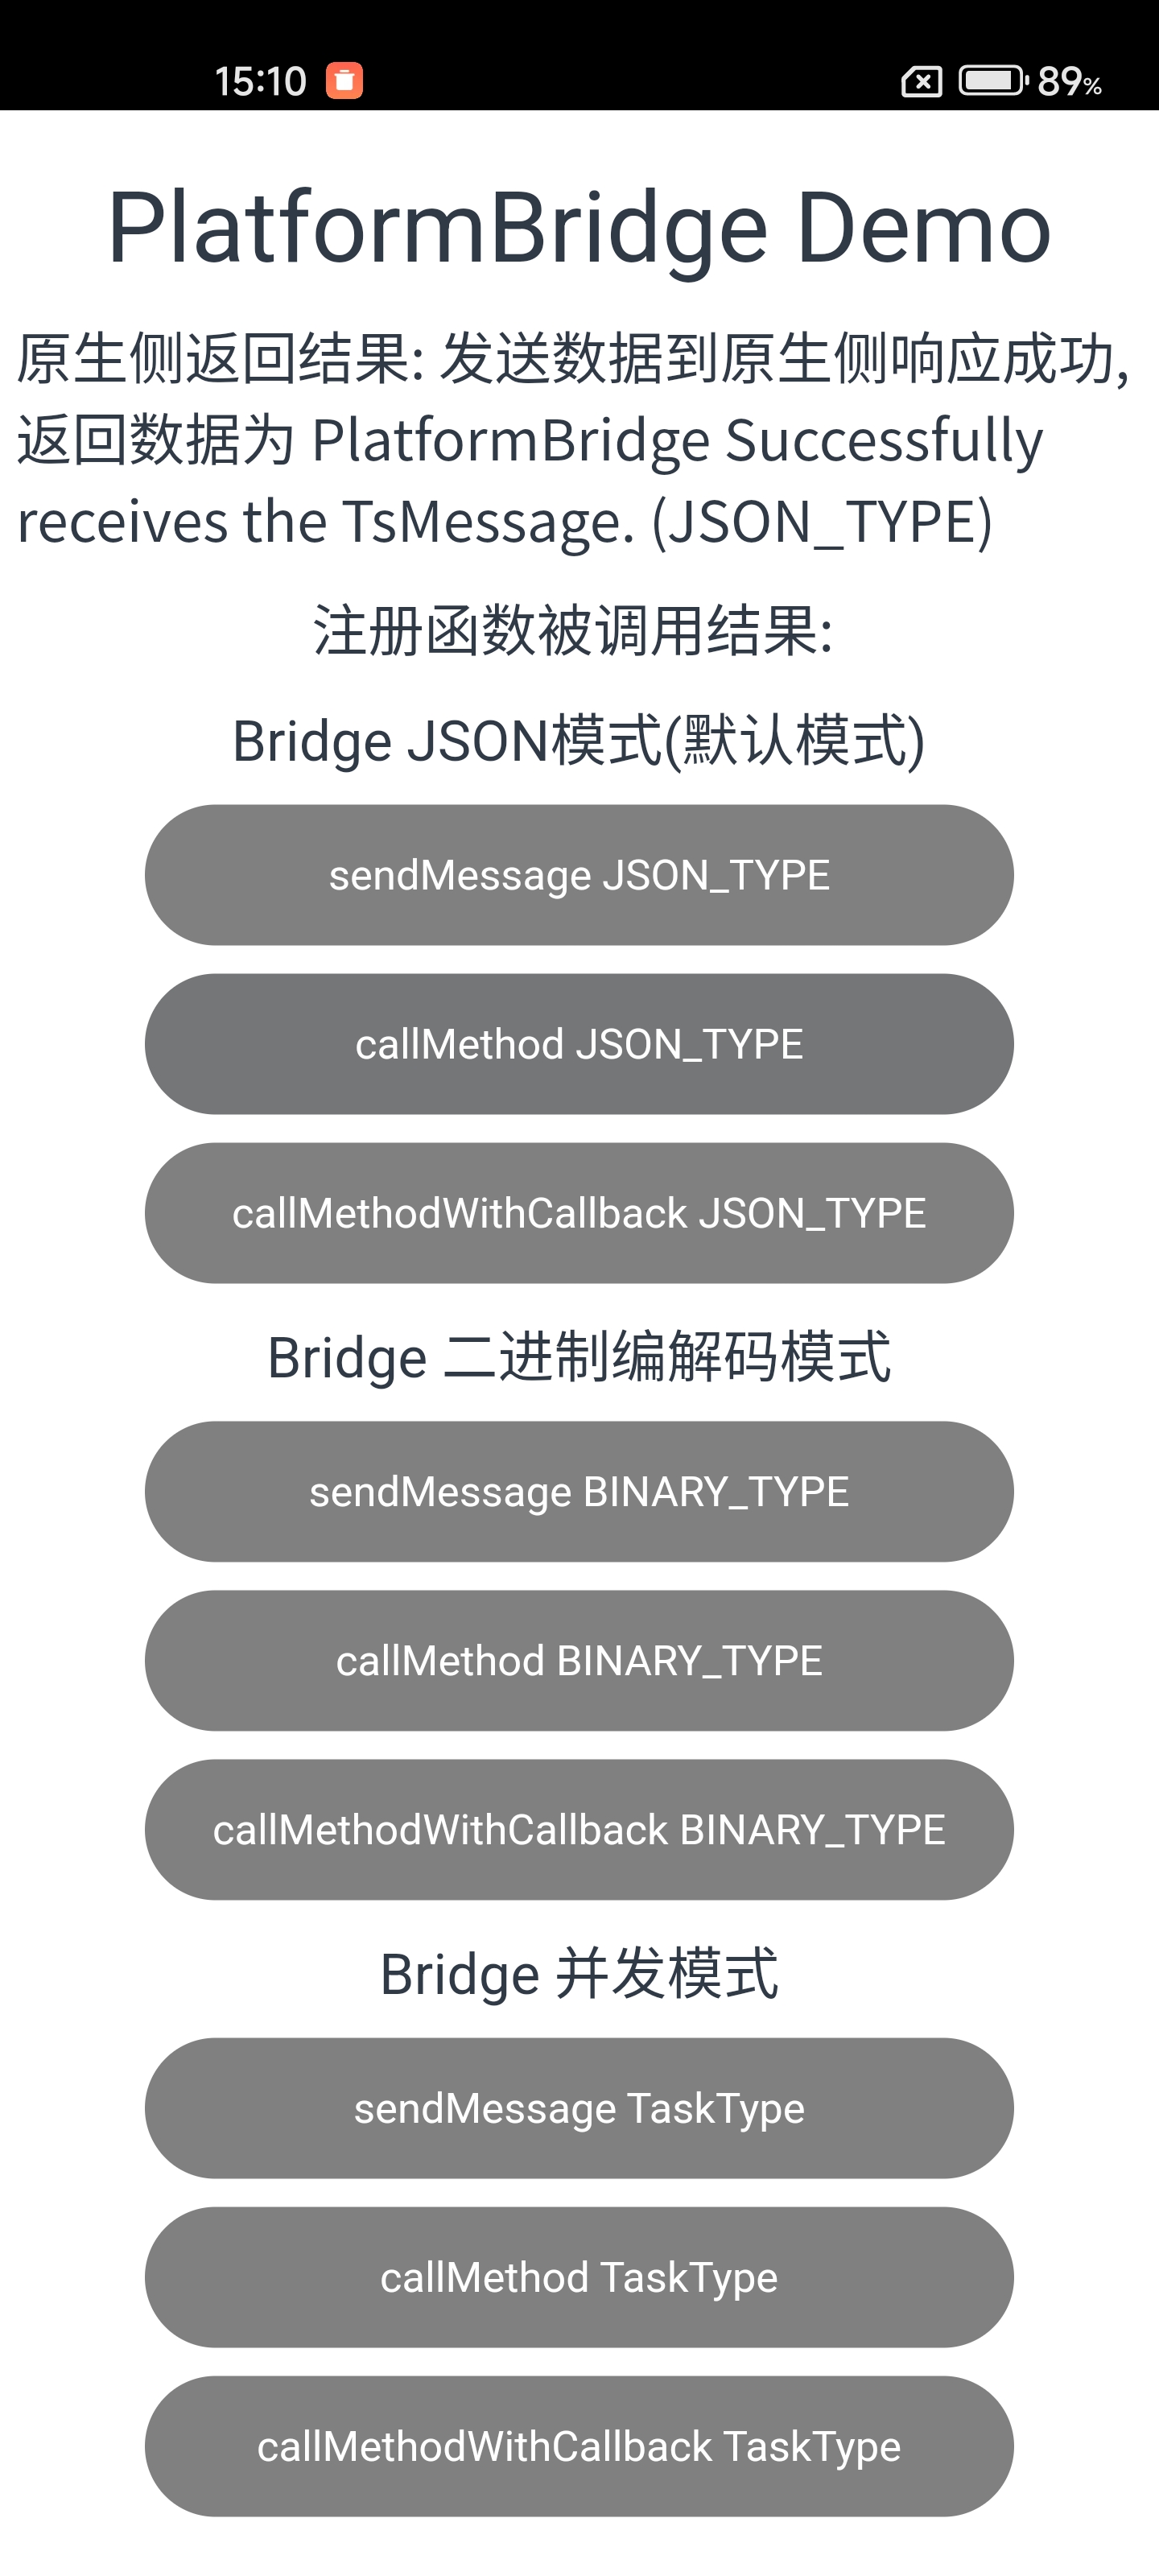 15:10
89%
PlatformBridge Demo
原生侧返回结果: 发送数据到原生侧响应成功,
返回数据为 PlatformBridge Successfully
receives the TsMessage. (JSON_TYPE)
注册函数被调用结果:
Bridge JSON模式(默认模式)
sendMessage JSON_TYPE
callMethod JSON_TYPE
callMethodWithCallback JSON_TYPE
Bridge 二进制编解码模式
sendMessage BINARY_TYPE
callMethod BINARY_TYPE
callMethodWithCallback BINARY_TYPE
Bridge 并发模式
sendMessage TaskType
callMethod TaskType
callMethodWithCallback TaskType